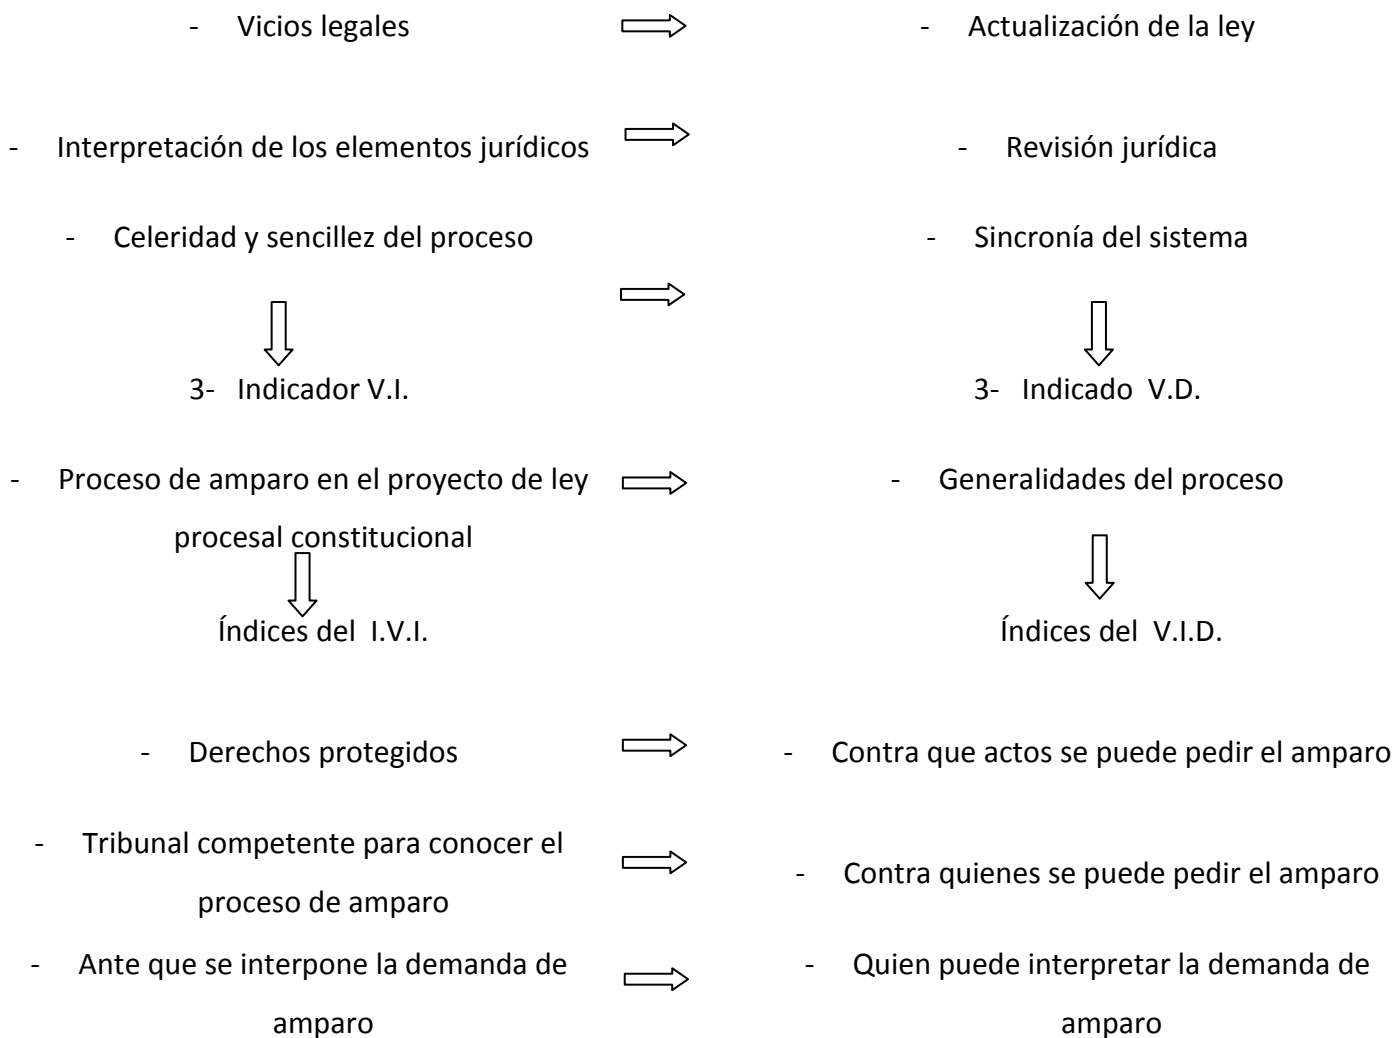 - Vicios legales
- Actualización de la ley
- Interpretación de los elementos jurídicos
- Revisión jurídica
- Celeridad y sencillez del proceso
- Sincronía del sistema
3- Indicador V.I.
3- Indicado V.D.
- Proceso de amparo en el proyecto de ley
procesal constitucional
- Generalidades del proceso
Índices del I.V.I.
Índices del V.I.D.
- Derechos protegidos
- Contra que actos se puede pedir el amparo
- Tribunal competente para conocer el
proceso de amparo
- Contra quienes se puede pedir el amparo
- Ante que se interpone la demanda de
amparo
- Quien puede interpretar la demanda de
amparo